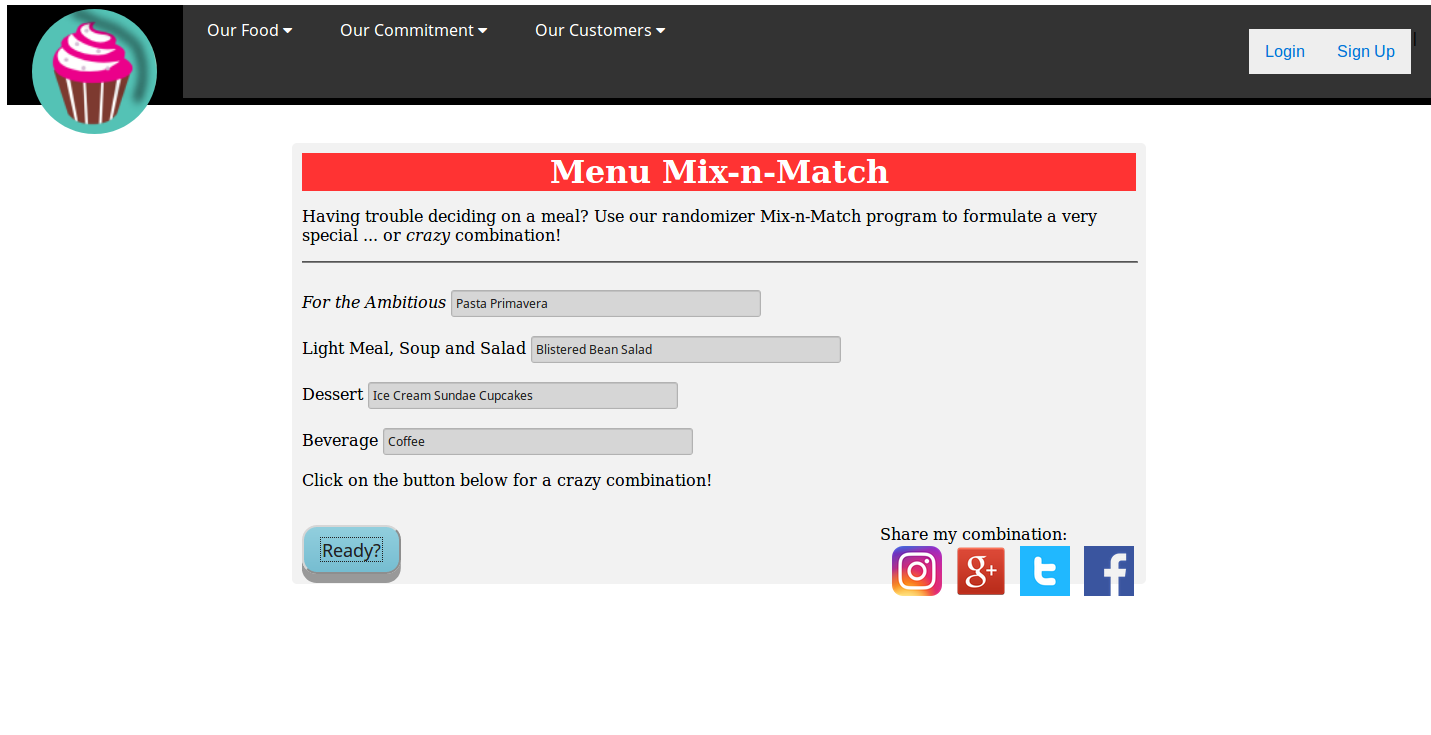 Our Food
Our Commitment
Our Customers
Login
Sign Up
Menu Mix-n-Match
Having trouble deciding on a meal? Use our randomizer Mix-n-Match program to formulate a very
special ... or crazy combination!
For the Ambitious Pasta Primavera
Light Meal, Soup and Salad Blistered Bean Salad
Dessert Ice Cream Sundae Cupcakes
Beverage Coffee
Click on the button below for a crazy combination!
Ready?
Share my combination:
g+ t f